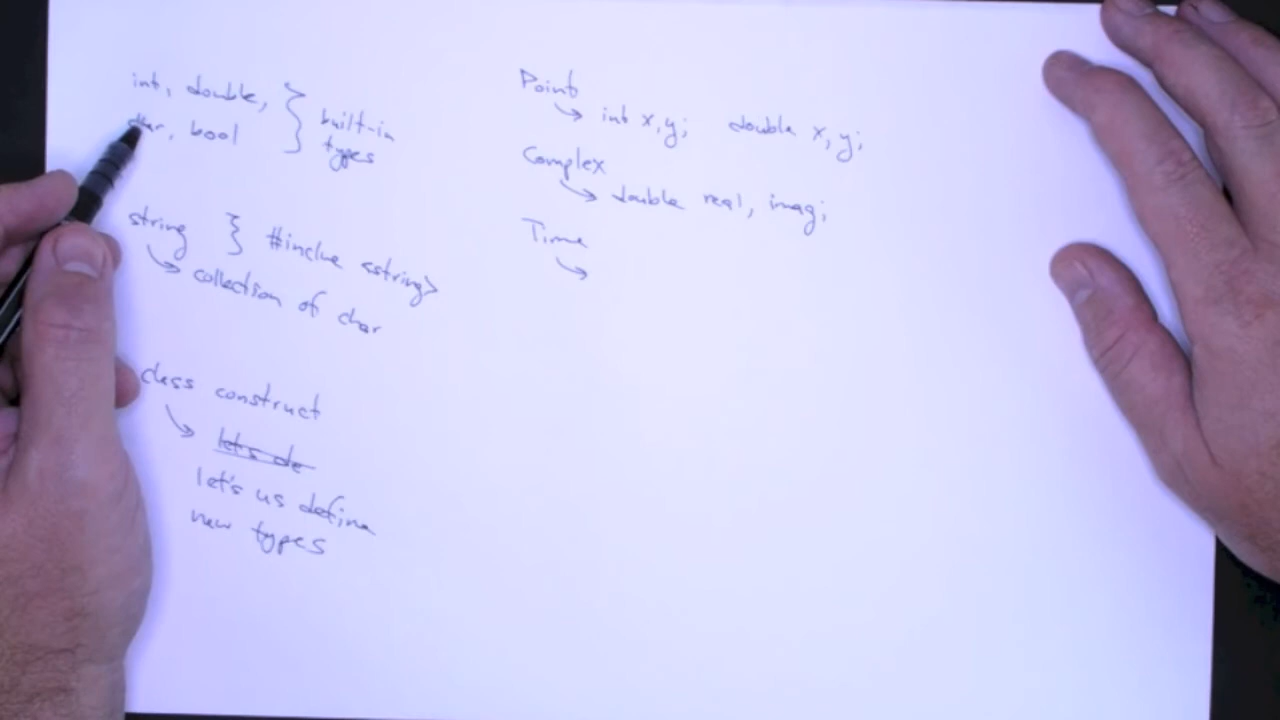 int, double,
char, bool
} built-in
types
string } #inclue <string>
collection of char
class construct
let's de
let's us define
new types
Point
int x,y; double x, y;
Complex
double real, imag;
Time